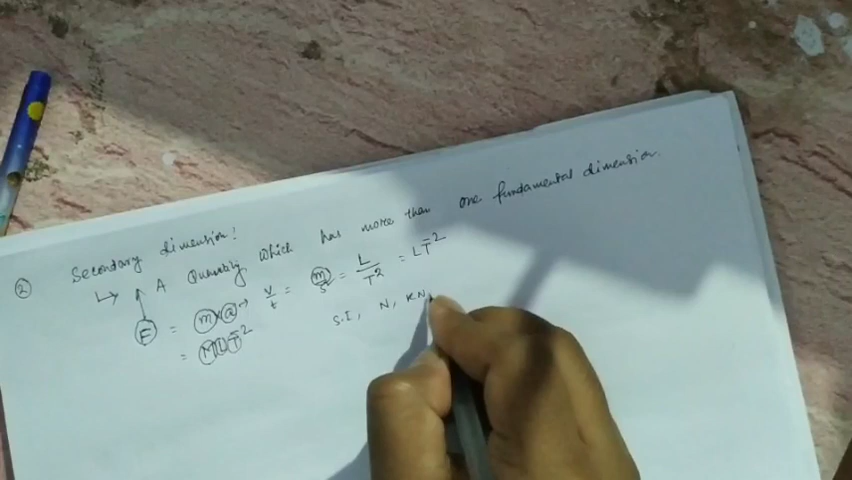 ② Secondary dimension:
↳ A Quantity which has more than one fundamental dimension.
F = m a → v/t = m/s = L/T² = LT⁻²
= MLT⁻²
S.I, N, KN,